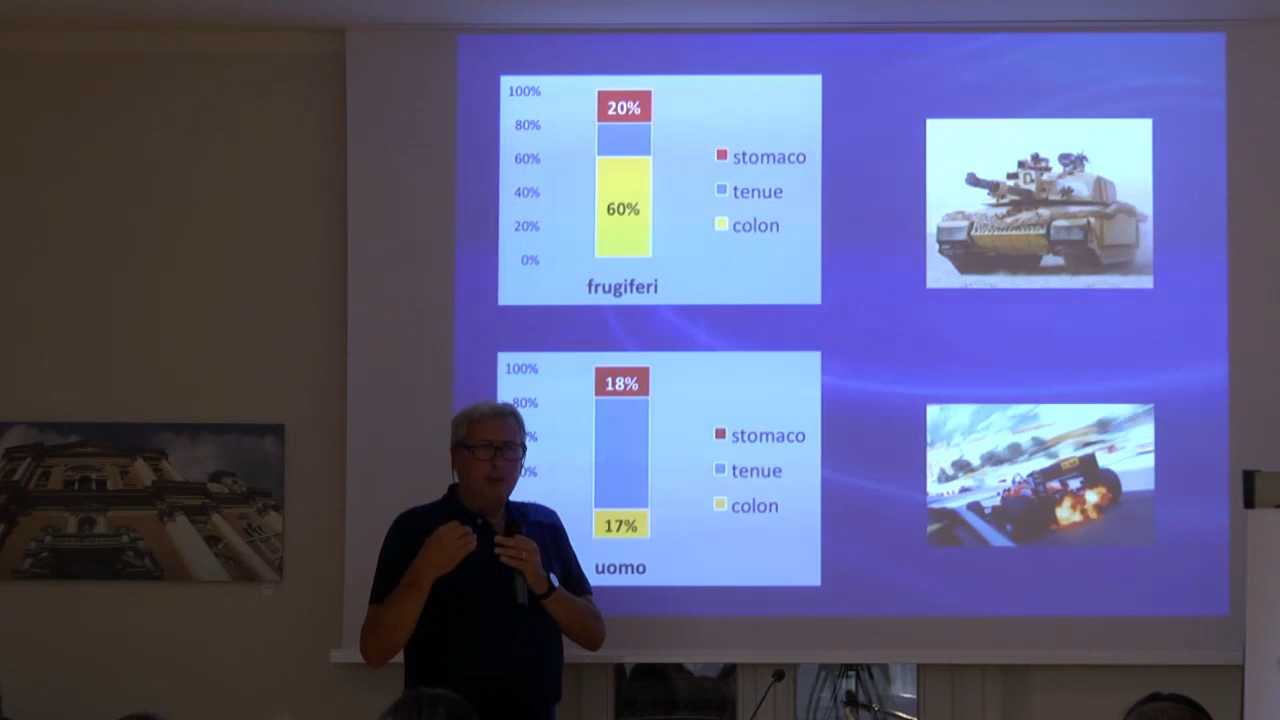 100%
80%
60%
40%
20%
0%
20%
60%
stomaco
tenue
colon
frugiferi
100%
80%
18%
17%
stomaco
tenue
colon
uomo